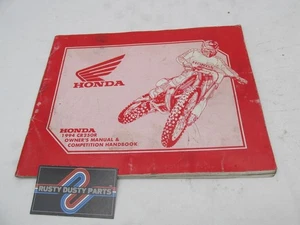 HONDA
HONDA
1994 CR250R
OWNER'S MANUAL &
COMPETITION HANDBOOK
RUSTY DUSTY PARTS